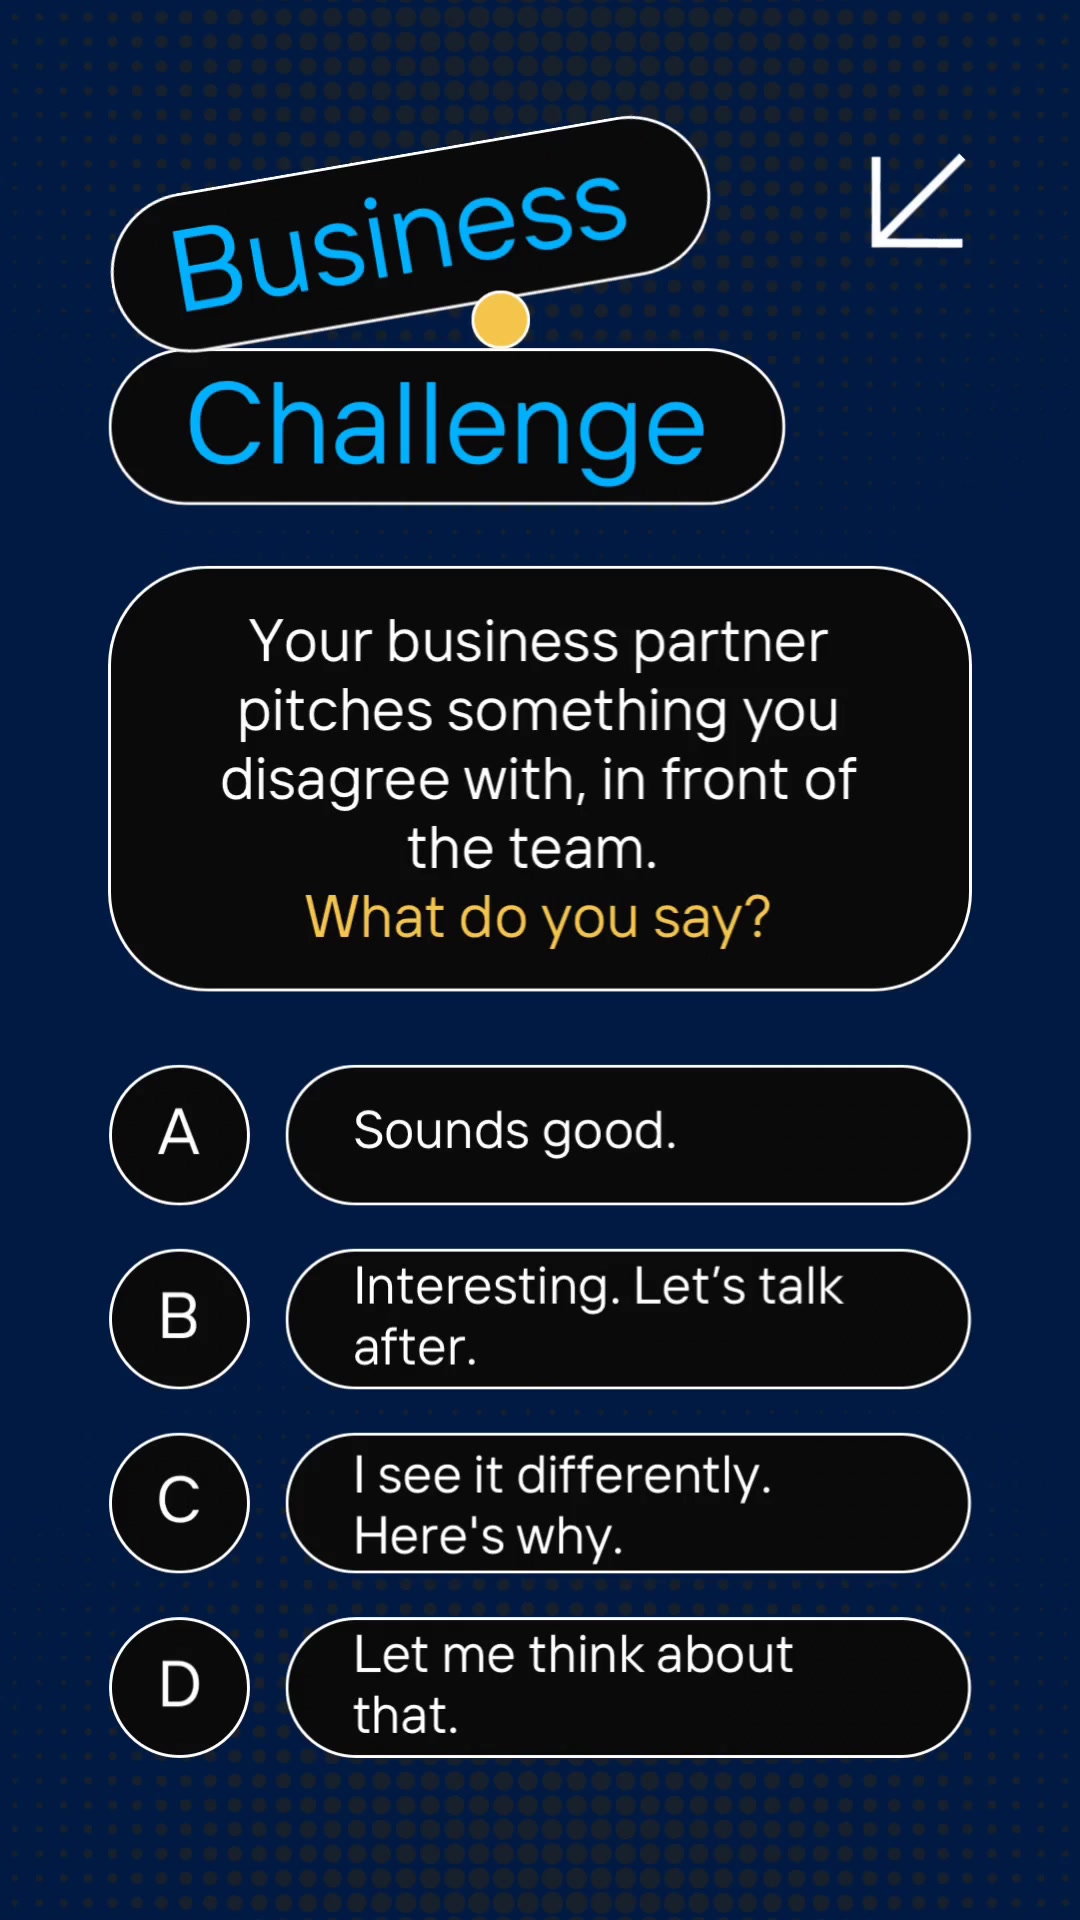 Business
Challenge
Your business partner
pitches something you
disagree with, in front of
the team.
What do you say?
A
Sounds good.
B
Interesting. Let’s talk
after.
C
I see it differently.
Here's why.
D
Let me think about
that.